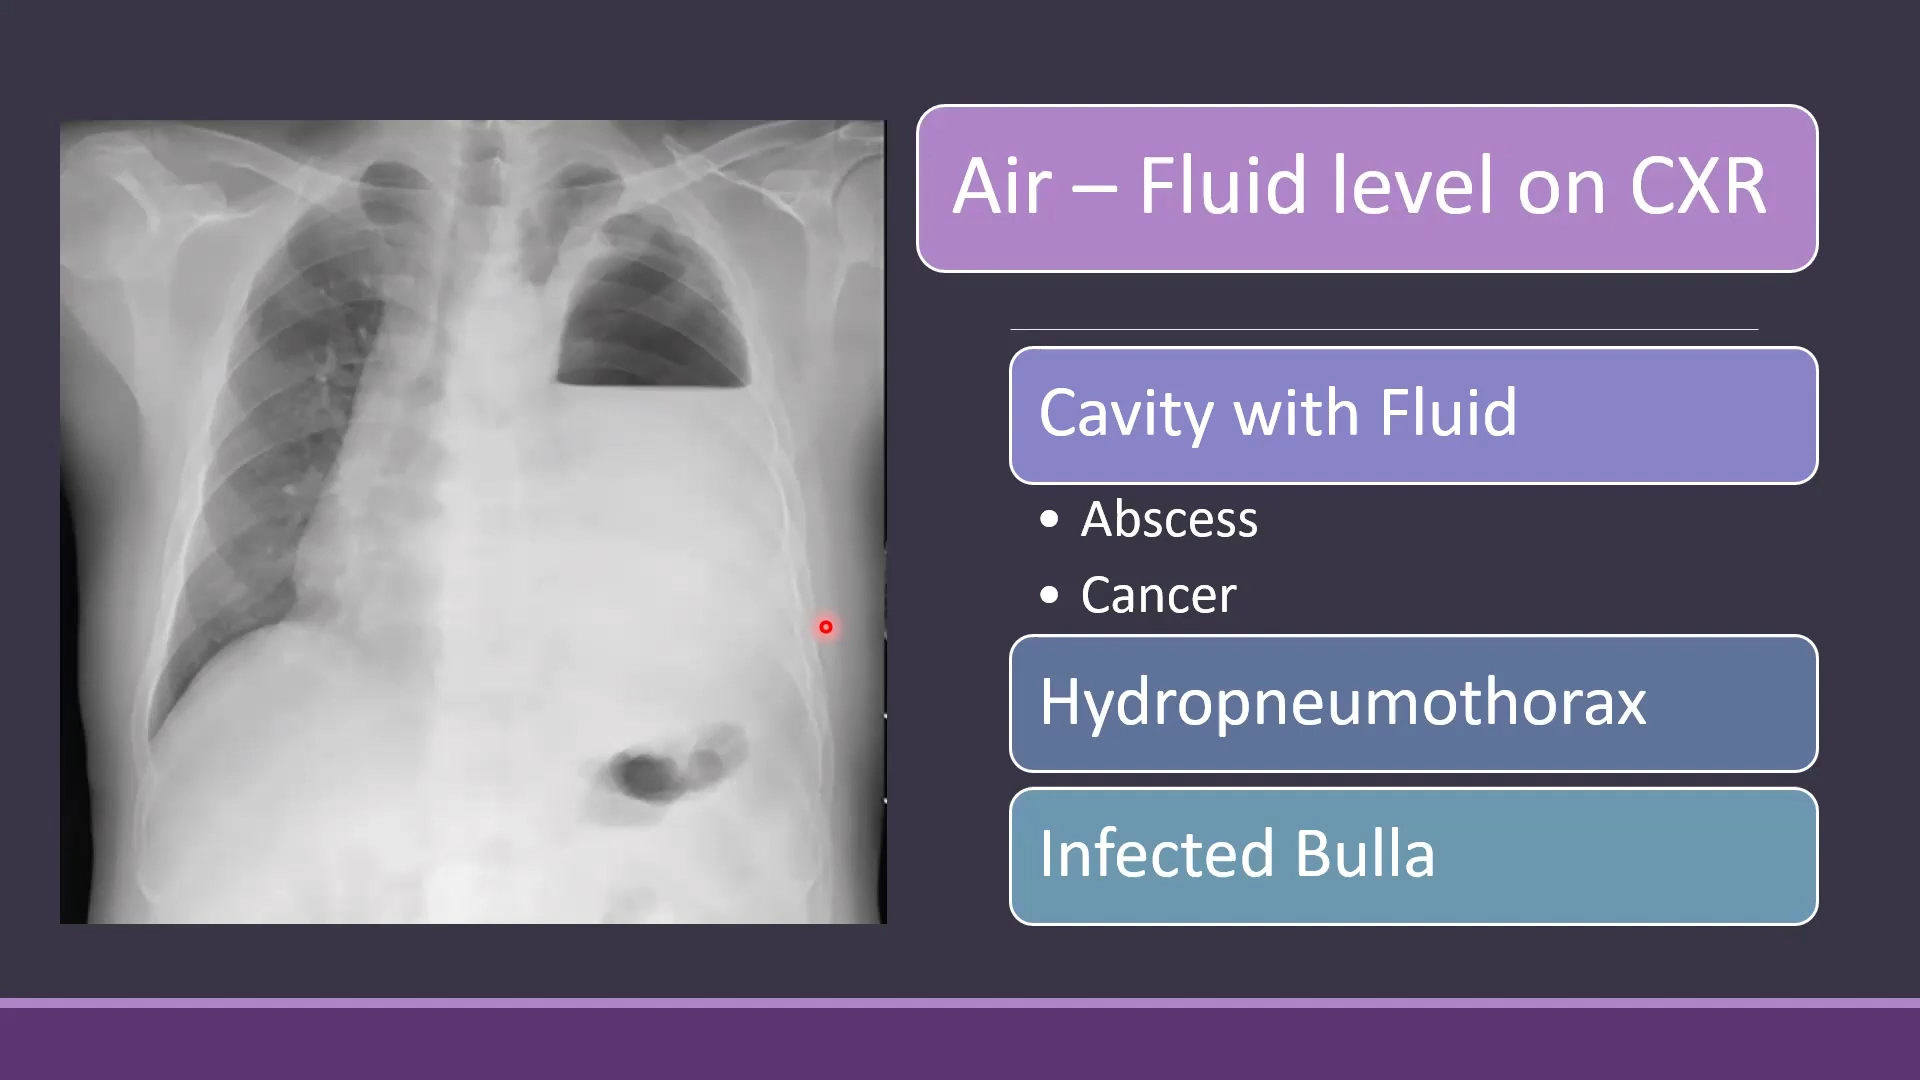 Air – Fluid level on CXR
Cavity with Fluid
• Abscess
• Cancer
Hydropneumothorax
Infected Bulla